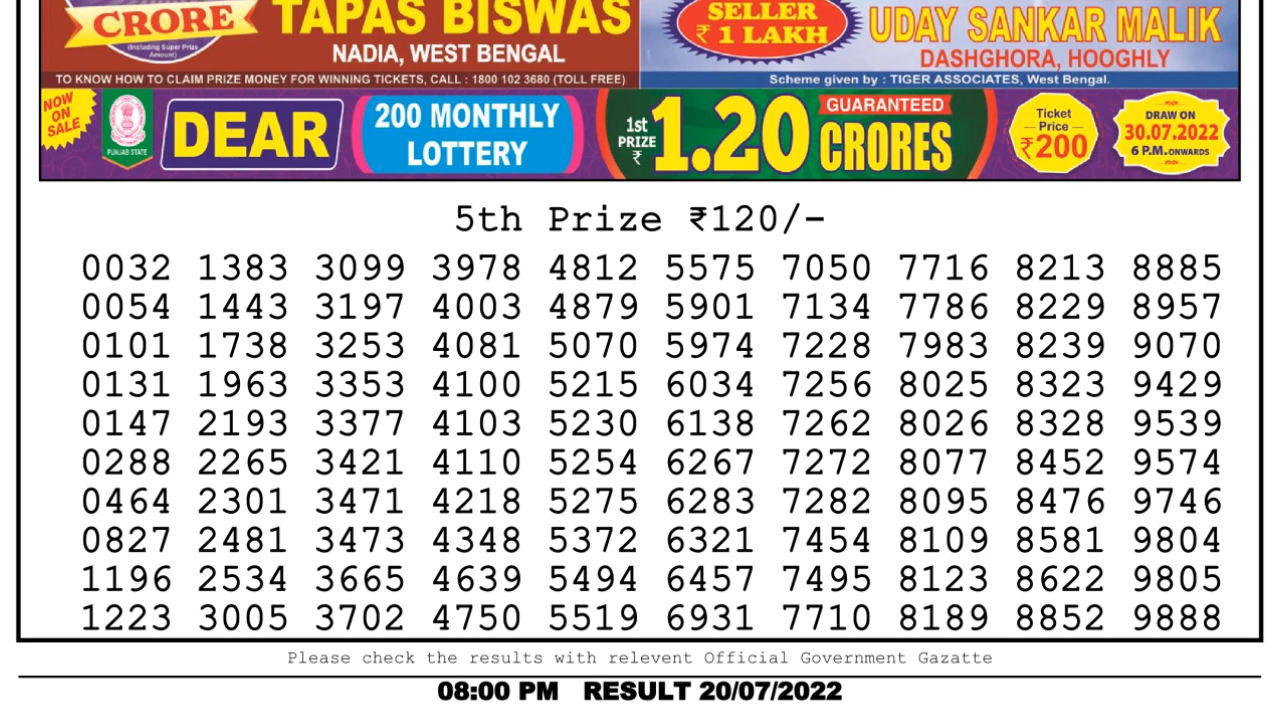 CRORE
(Including Super Prize
Amount)
TAPAS BISWAS
NADIA, WEST BENGAL
TO KNOW HOW TO CLAIM PRIZE MONEY FOR WINNING TICKETS, CALL : 1800 102 3680 (TOLL FREE)
SELLER
₹ 1 LAKH
UDAY SANKAR MALIK
DASHGHORA, HOOGHLY
Scheme given by : TIGER ASSOCIATES, West Bengal.
NOW
ON
SALE
PUNJAB STATE
DEAR
200 MONTHLY
LOTTERY
1st
PRIZE
₹
1.20
GUARANTEED
CRORES
Ticket
Price
₹200
DRAW ON
30.07.2022
6 P.M. ONWARDS
5th Prize ₹120/-
0032 1383 3099 3978 4812 5575 7050 7716 8213 8885
0054 1443 3197 4003 4879 5901 7134 7786 8229 8957
0101 1738 3253 4081 5070 5974 7228 7983 8239 9070
0131 1963 3353 4100 5215 6034 7256 8025 8323 9429
0147 2193 3377 4103 5230 6138 7262 8026 8328 9539
0288 2265 3421 4110 5254 6267 7272 8077 8452 9574
0464 2301 3471 4218 5275 6283 7282 8095 8476 9746
0827 2481 3473 4348 5372 6321 7454 8109 8581 9804
1196 2534 3665 4639 5494 6457 7495 8123 8622 9805
1223 3005 3702 4750 5519 6931 7710 8189 8852 9888
Please check the results with relevent Official Government Gazatte
08:00 PM RESULT 20/07/2022